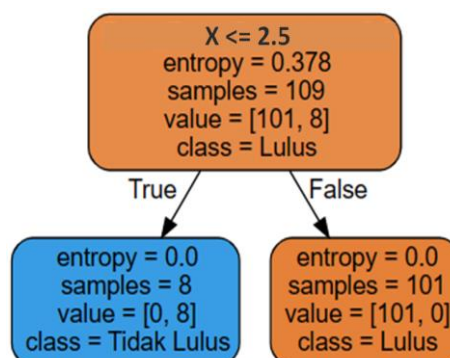 X <= 2.5
entropy = 0.378
samples = 109
value = [101, 8]
class = Lulus
True
False
entropy = 0.0
samples = 8
value = [0, 8]
class = Tidak Lulus
entropy = 0.0
samples = 101
value = [101, 0]
class = Lulus